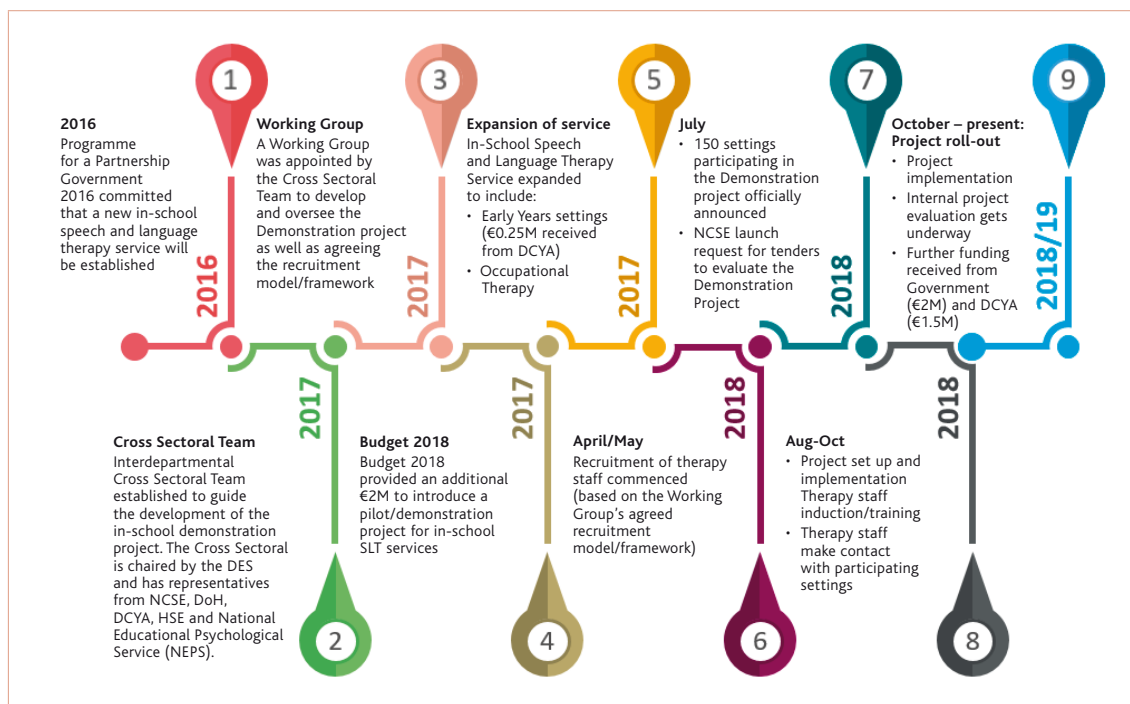 1
2016
Programme
for a Partnership
Government
2016 committed
that a new in-school
speech and language
therapy service will
be established
2016
2
Cross Sectoral Team
Interdepartmental
Cross Sectoral Team
established to guide
the development of the
in-school demonstration
project. The Cross Sectoral
is chaired by the DES
and has representatives
from NCSE, DoH,
DCYA, HSE and National
Educational Psychological
Service (NEPS).
2017
3
Working Group
A Working Group
was appointed by
the Cross Sectoral
Team to develop
and oversee the
Demonstration project
as well as agreeing
the recruitment
model/framework
2017
4
Budget 2018
Budget 2018
provided an additional
€2M to introduce a
pilot/demonstration
project for in-school
SLT services
2017
5
Expansion of service
In-School Speech
and Language Therapy
Service expanded
to include:
• Early Years settings
(€0.25M received
from DCYA)
• Occupational
Therapy
2017
6
April/May
Recruitment of therapy
staff commenced
(based on the Working
Group’s agreed
recruitment
model/framework)
2018
7
July
• 150 settings
participating in
the Demonstration
project officially
announced
• NCSE launch
request for tenders
to evaluate the
Demonstration
Project
2018
8
Aug-Oct
• Project set up and
implementation
Therapy staff
induction/training
• Therapy staff
make contact
with participating
settings
2018
9
October – present:
Project roll-out
• Project
implementation
• Internal project
evaluation gets
underway
• Further funding
received from
Government
(€2M) and DCYA
(€1.5M)
2018/19